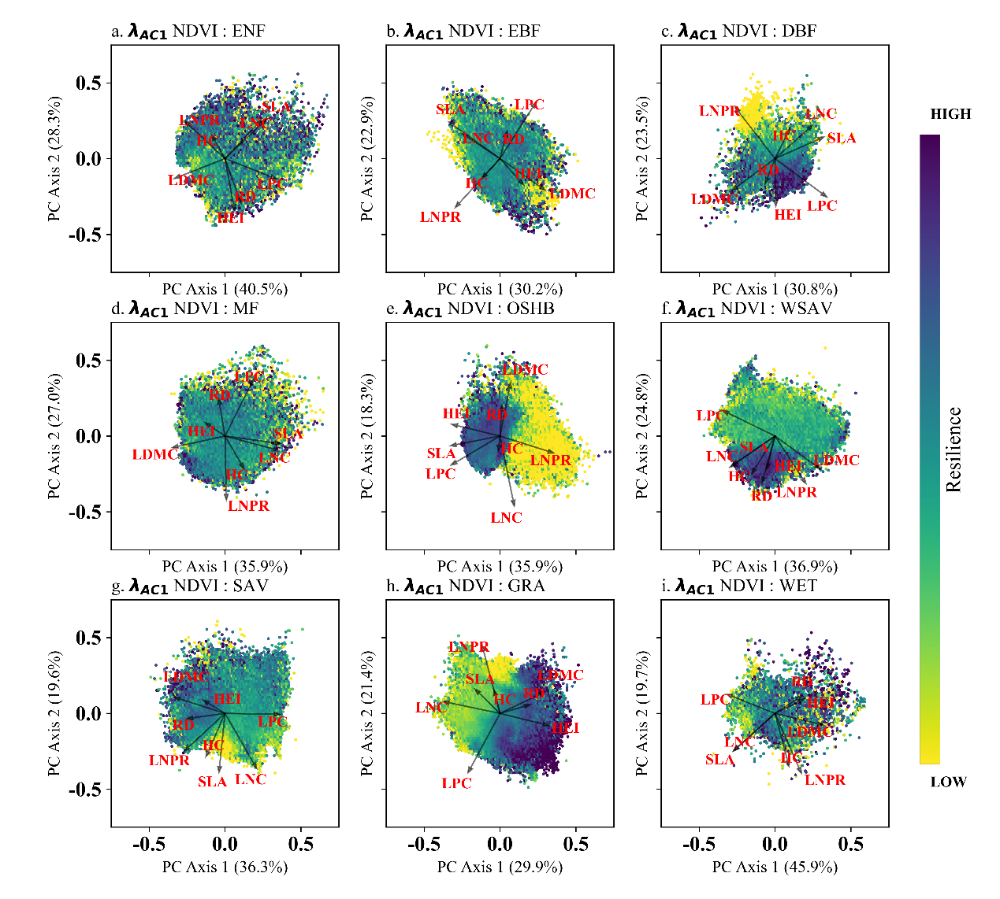 a. λAC1 NDVI : ENF
b. λAC1 NDVI : EBF
c. λAC1 NDVI : DBF
PC Axis 2 (28.3%)
0.5
0.0
-0.5
LNPR
SLA
LNC
HC
LDMC
LPC
RD
HEI
PC Axis 1 (40.5%)
PC Axis 2 (22.9%)
SLA
LPC
LNC
RD
HEI
HC
LDMC
LNPR
PC Axis 1 (30.2%)
PC Axis 2 (23.5%)
LNPR
LNC
HC
SLA
RD
LDMC
HEI
LPC
PC Axis 1 (30.8%)
d. λAC1 NDVI : MF
e. λAC1 NDVI : OSHB
f. λAC1 NDVI : WSAV
PC Axis 2 (27.0%)
0.5
0.0
-0.5
LPC
RD
HEI
SLA
LDMC
LNC
HC
LNPR
PC Axis 1 (35.9%)
PC Axis 2 (18.3%)
LDMC
HEI
RD
SLA
HC
LNPR
LPC
LNC
PC Axis 1 (35.9%)
PC Axis 2 (24.8%)
LPC
SLA
LNC
LDMC
HEI
HC
RD
LNPR
PC Axis 1 (36.9%)
g. λAC1 NDVI : SAV
h. λAC1 NDVI : GRA
i. λAC1 NDVI : WET
PC Axis 2 (19.6%)
0.5
0.0
-0.5
LDMC
HEI
RD
LPC
HC
LNPR
SLA
LNC
-0.5
0.0
0.5
PC Axis 1 (36.3%)
PC Axis 2 (21.4%)
LNPR
SLA
LDMC
HC
RD
LNC
HEI
LPC
-0.5
0.0
0.5
PC Axis 1 (29.9%)
PC Axis 2 (19.7%)
RD
LPC
HEI
LDMC
LNC
SLA
HC
LNPR
-0.5
0.0
0.5
PC Axis 1 (45.9%)
HIGH
Resilience
LOW